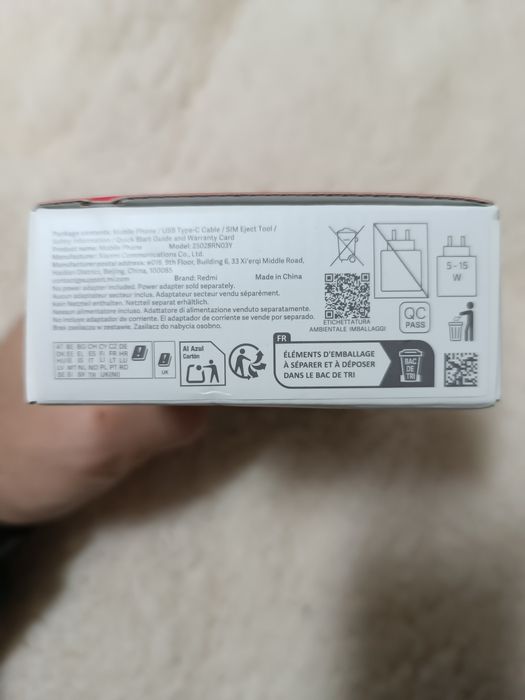 Package contents: Mobile Phone / USB Type-C Cable / SIM Eject Tool /
Safety Information / Quick Start Guide and Warranty Card
Product name: Mobile Phone Model: 25028RN03Y
Manufacturer: Xiaomi Communications Co., Ltd.
Manufacturer postal address: #019, 9th Floor, Building 6, 33 Xi'erqi Middle Road,
Haidian District, Beijing, China, 100085
Brand: Redmi Made in China
No power adapter included. Power adapter sold separately.
Aucun adaptateur secteur inclus. Adaptateur secteur vendu séparément.
Kein Netzteil enthalten. Netzteil separat erhältlich.
Nessun alimentatore incluso. Adattatore di alimentazione venduto separatamente.
No incluye adaptador de corriente. El adaptador de corriente se vende por separado.
Brak zasilacza w zestawie. Zasilacz do nabycia osobno.
5 - 15
W
ETICHETTATURA
AMBIENTALE IMBALLAGGI
QC
PASS
AT BE BG CH CY CZ DE
DK EE EL ES FI FR HR
HU IE IS IT LI LT LU
LV MT NL NO PL PT RO
SE SI SK TR UK(NI)
UK
Al Azul
Cartón
FR
ÉLÉMENTS D'EMBALLAGE
À SÉPARER ET À DÉPOSER
DANS LE BAC DE TRI
BAC
DE
TRI